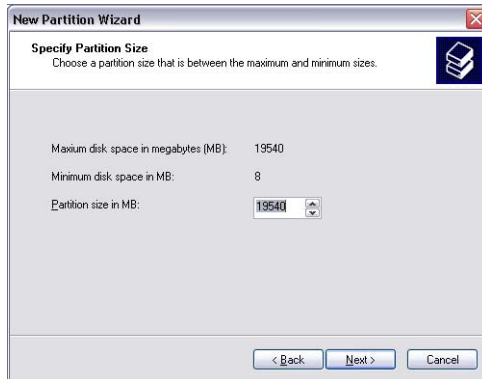 New Partition Wizard
Specify Partition Size
Choose a partition size that is between the maximum and minimum sizes.
Maxium disk space in megabytes (MB): 19540
Minimum disk space in MB: 8
Partition size in MB: 19540
< Back Next > Cancel